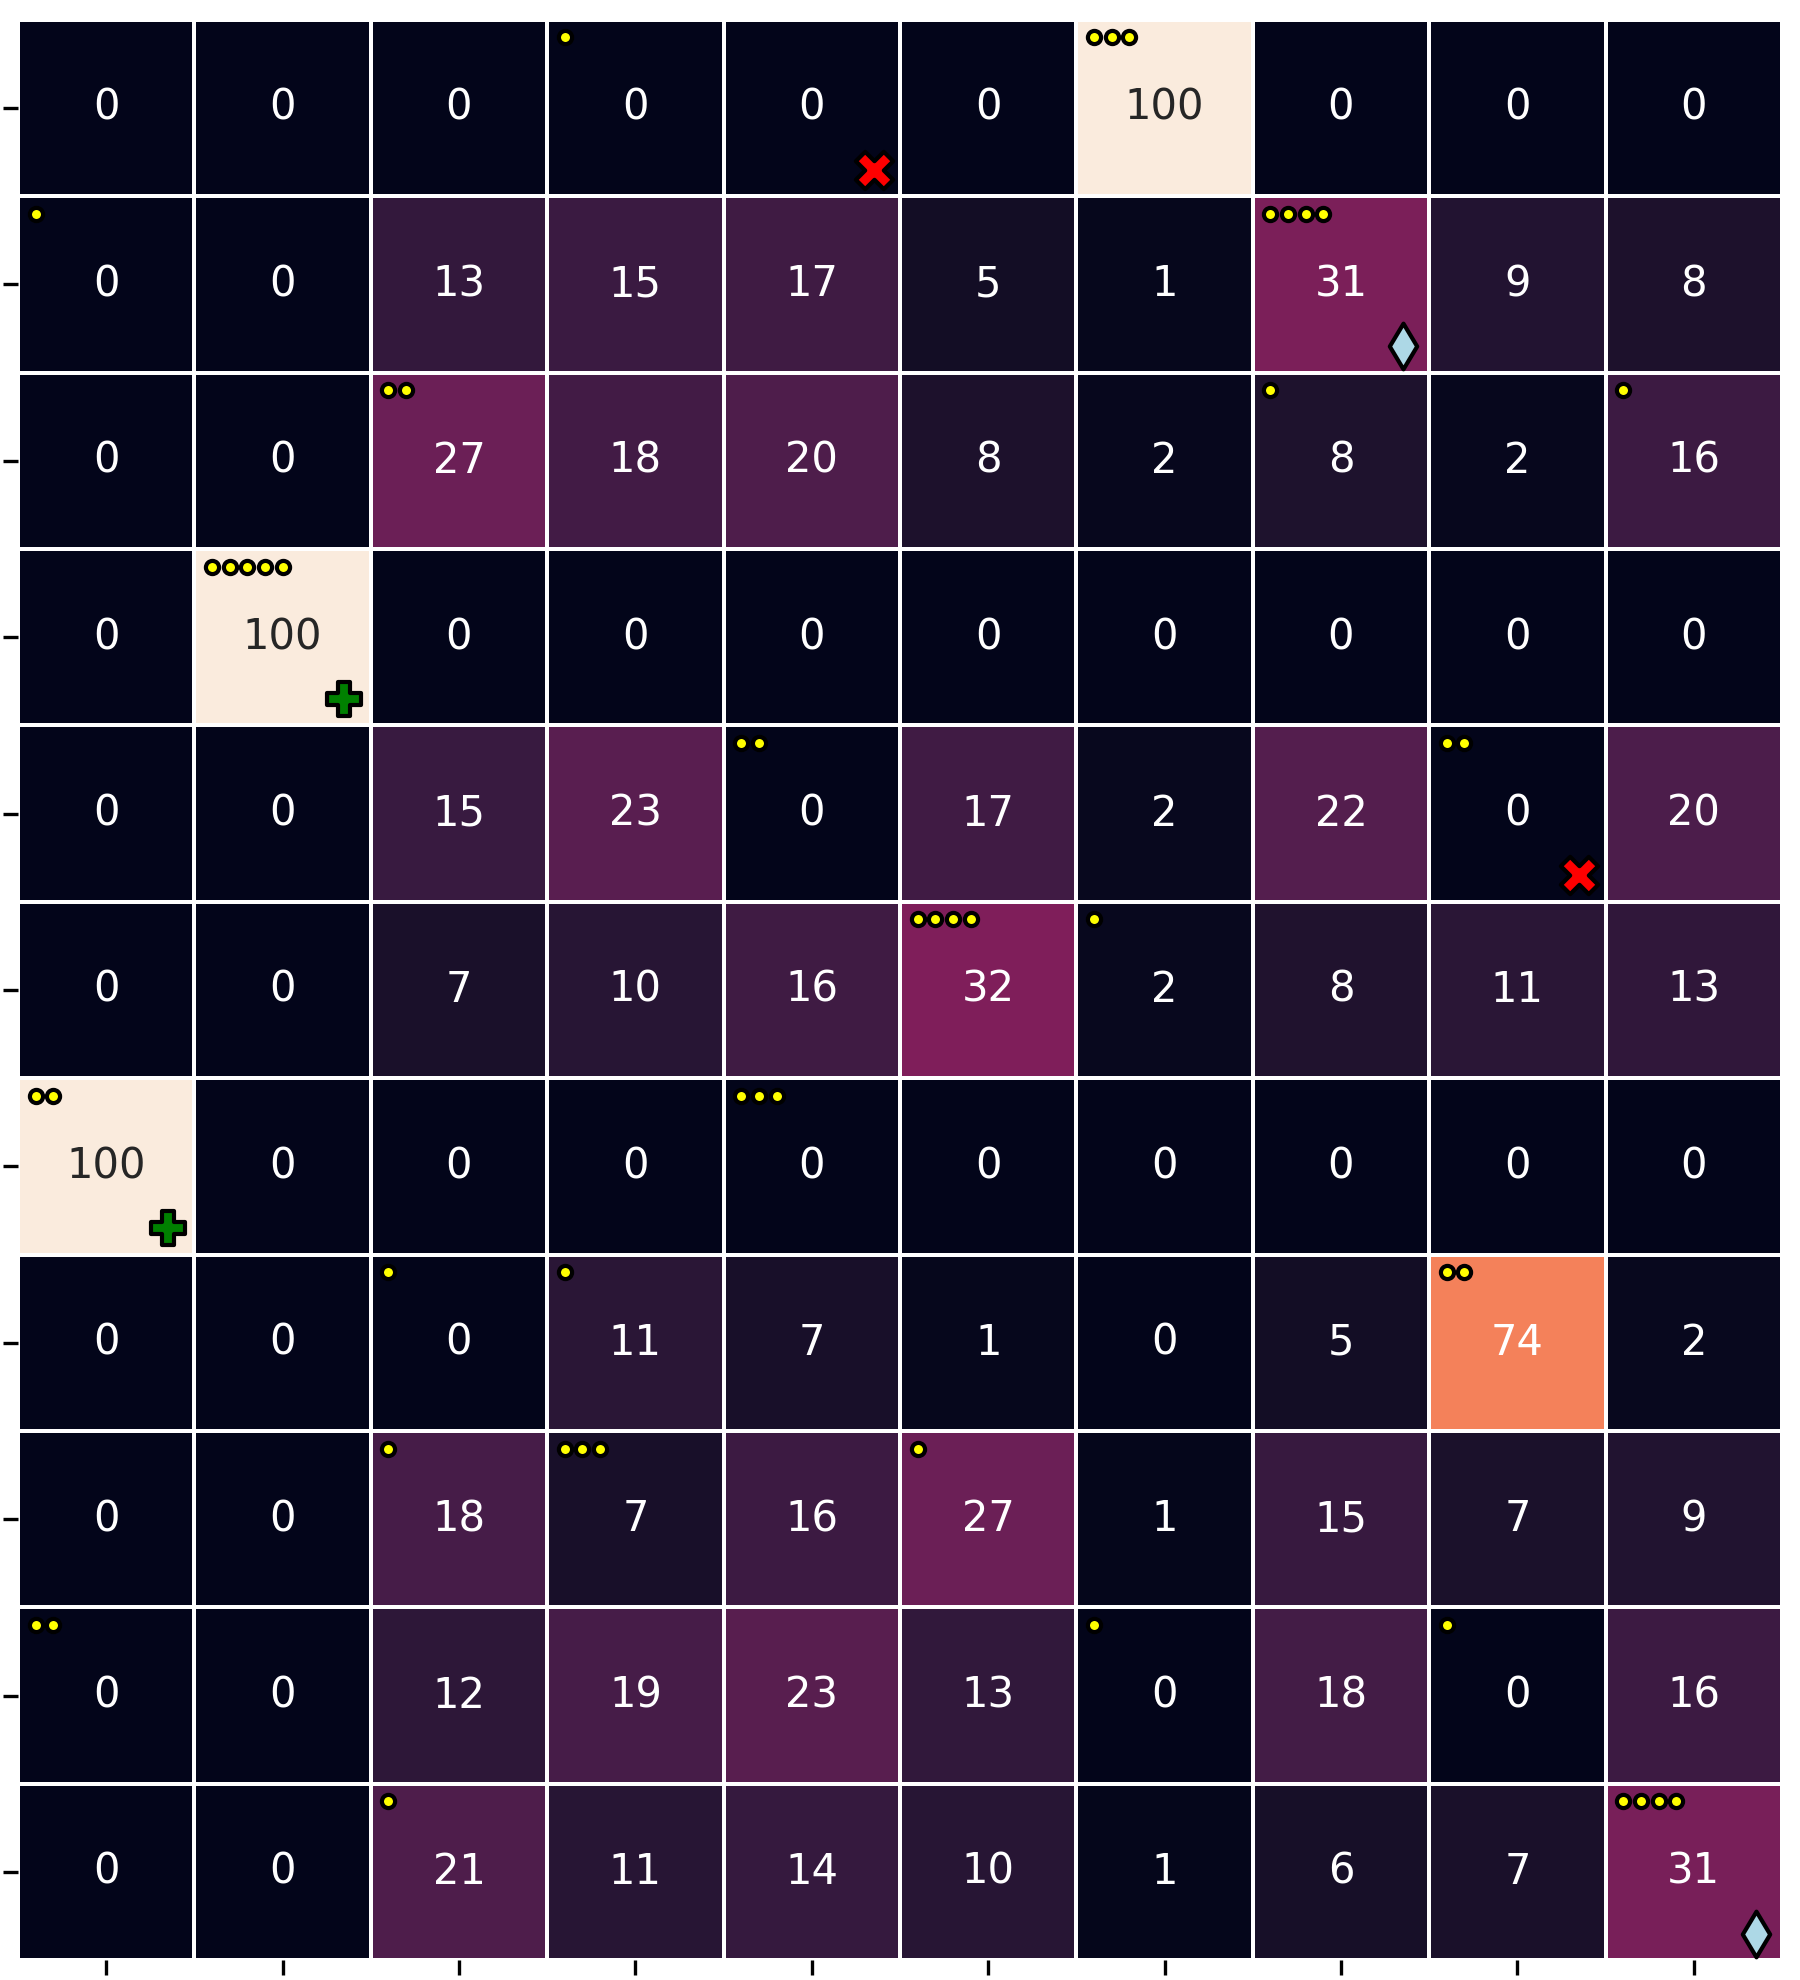 0 0 0 0 0 0 100 0 0 0
0 0 13 15 17 5 1 31 9 8
0 0 27 18 20 8 2 8 2 16
0 100 0 0 0 0 0 0 0 0
0 0 15 23 0 17 2 22 0 20
0 0 7 10 16 32 2 8 11 13
100 0 0 0 0 0 0 0 0 0
0 0 0 11 7 1 0 5 74 2
0 0 18 7 16 27 1 15 7 9
0 0 12 19 23 13 0 18 0 16
0 0 21 11 14 10 1 6 7 31